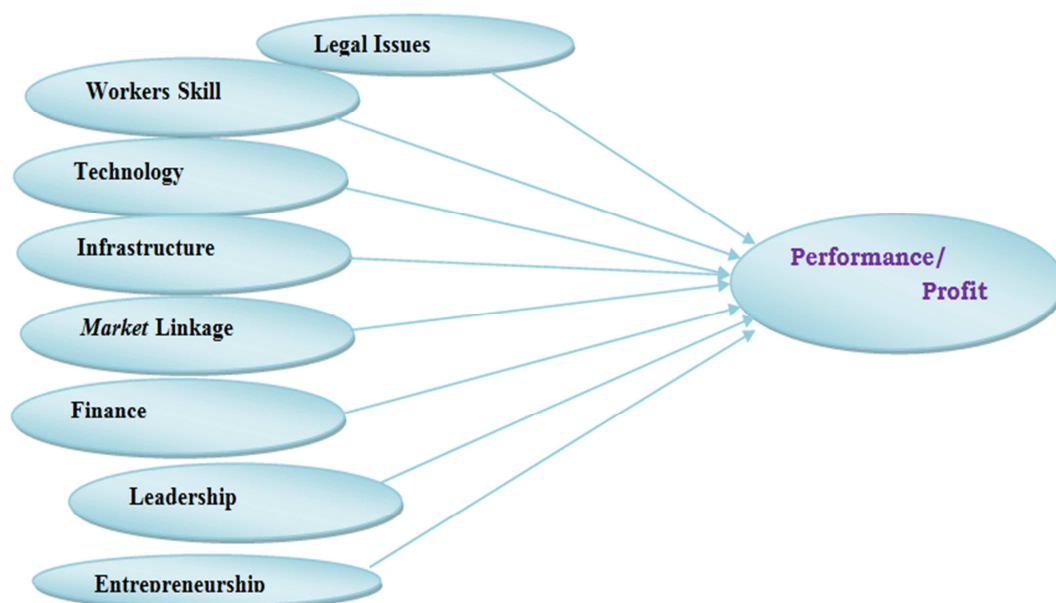 Legal Issues
Workers Skill
Technology
Infrastructure
Market Linkage
Finance
Leadership
Entrepreneurship
Performance/
Profit